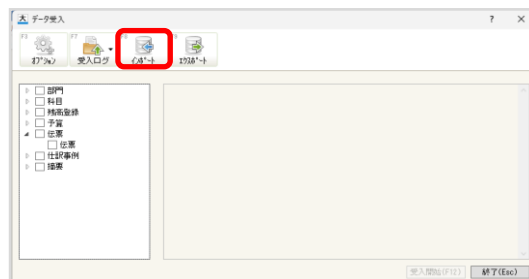 データ受入
? ×
F5 F7 F8 F9
オプション 受入ログ インポート エクスポート
部門
科目
残高登録
予算
伝票
伝票
仕訳事例
摘要
受入開始(F12) 終了(Esc)